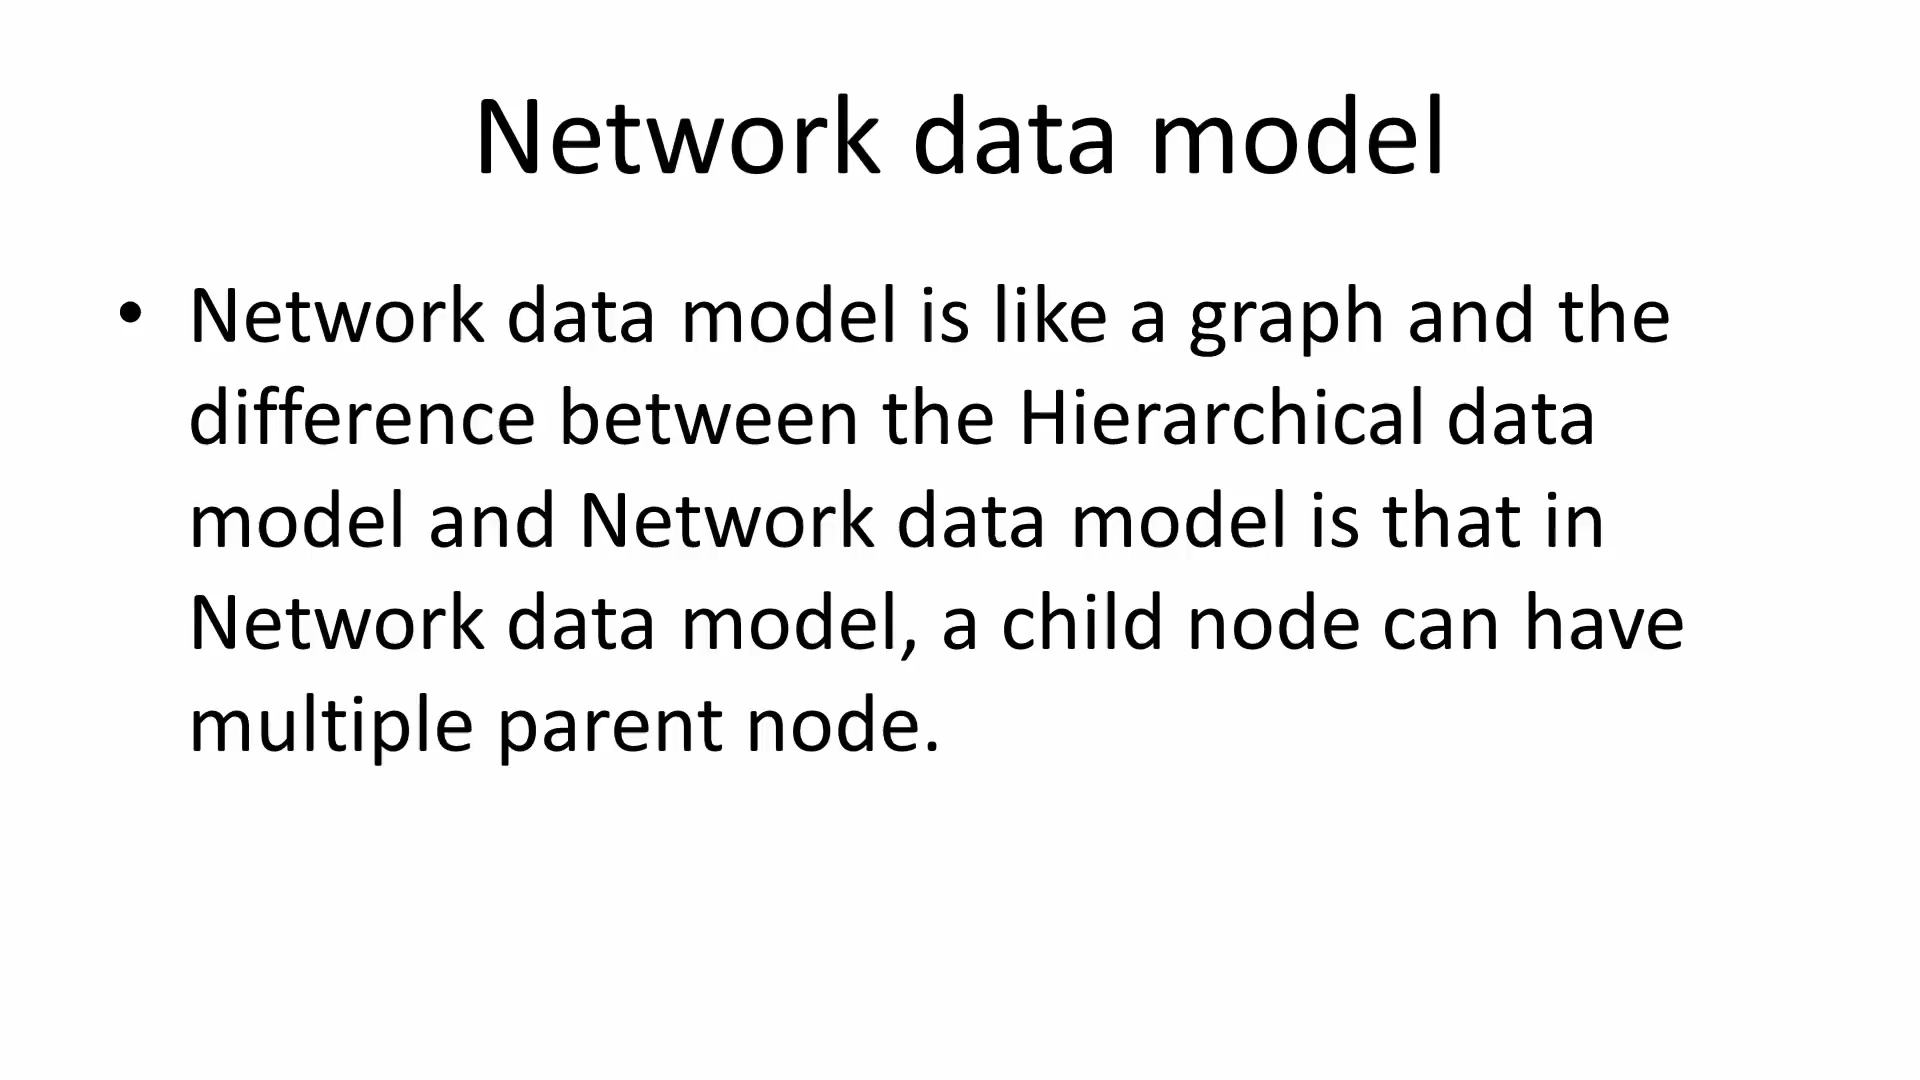 Network data model
• Network data model is like a graph and the
difference between the Hierarchical data
model and Network data model is that in
Network data model, a child node can have
multiple parent node.